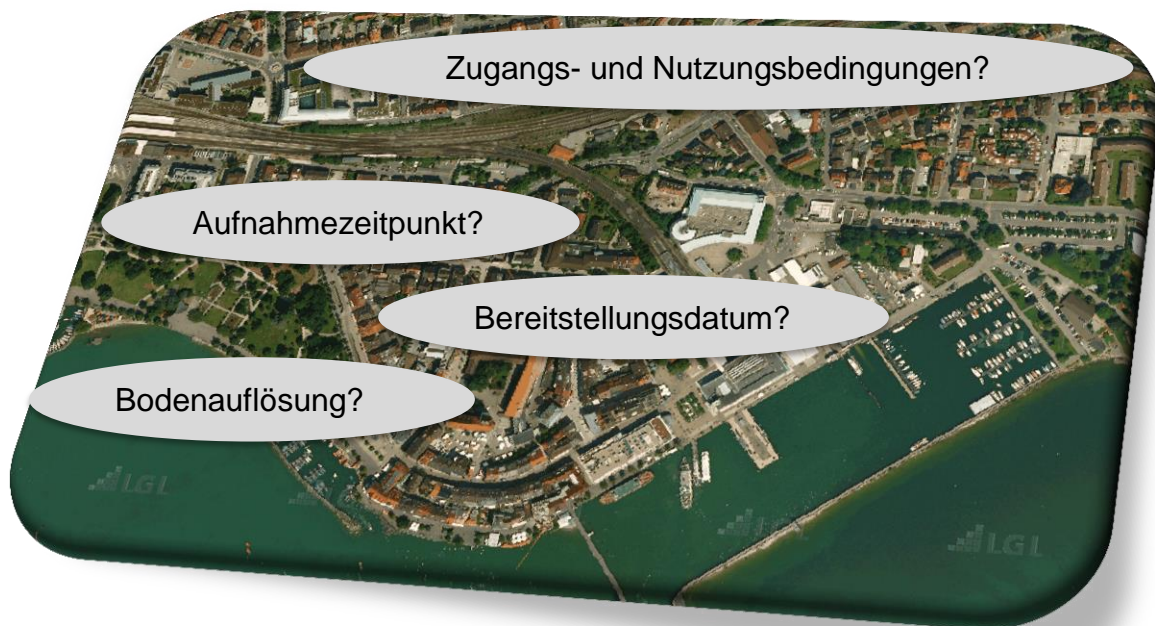 Zugangs- und Nutzungsbedingungen?
Aufnahmezeitpunkt?
Bereitstellungsdatum?
Bodenauflösung?
LGL
LGL
LGL